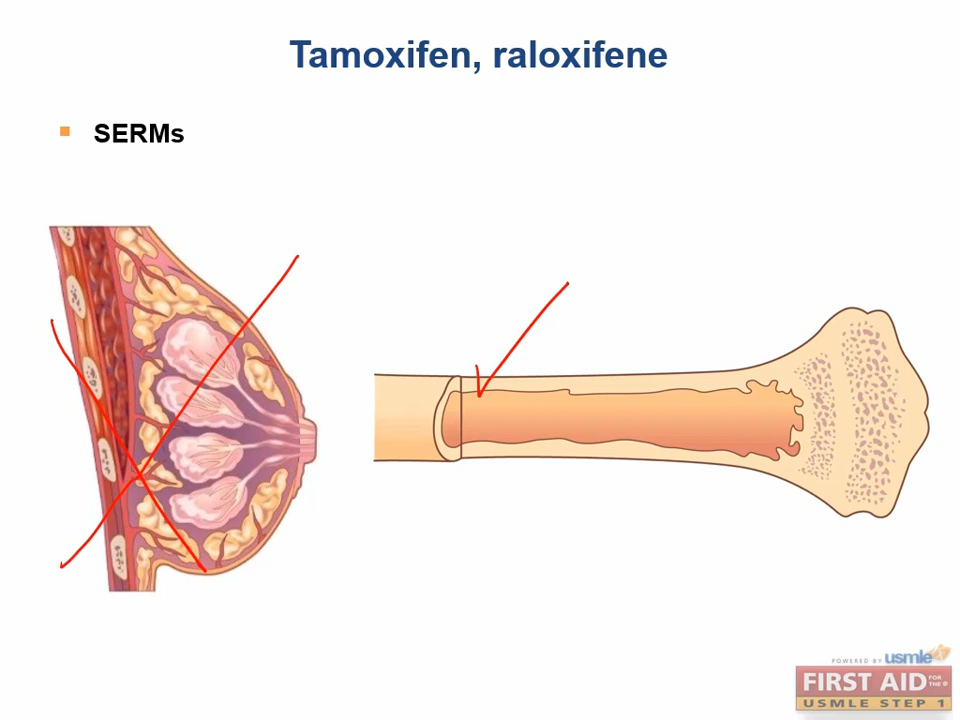 Tamoxifen, raloxifene
SERMs
POWERED BY usmle
FIRST AID FOR THE ®
USMLE STEP 1